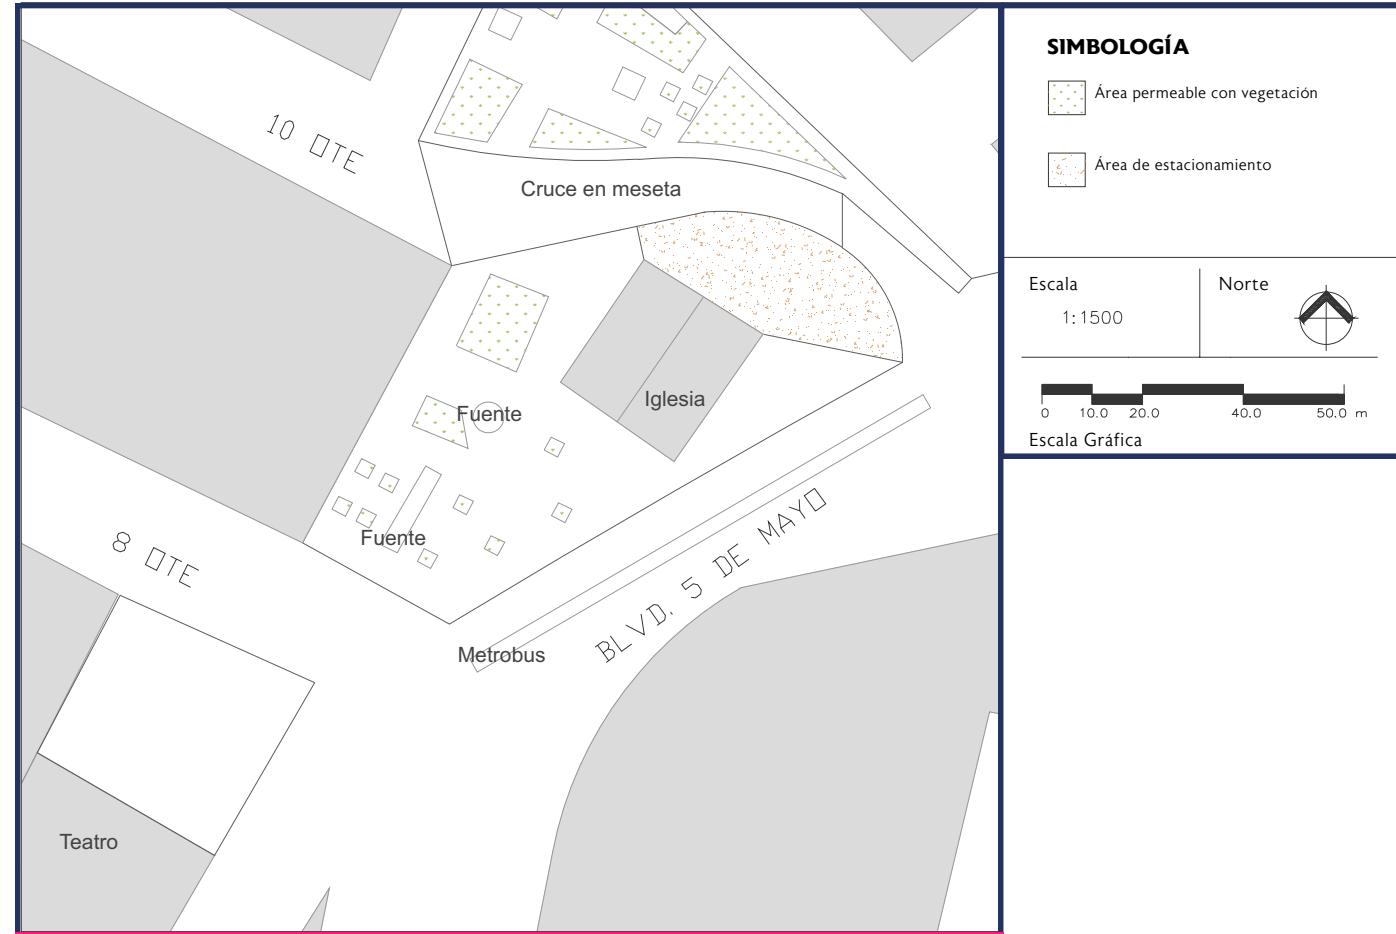 10 OTE
Cruce en meseta
Iglesia
Fuente
Fuente
8 OTE
BLVD. 5 DE MAYO
Metrobus
Teatro
SIMBOLOGÍA
Área permeable con vegetación
Área de estacionamiento
Escala
1:1500
Norte
0 10.0 20.0 40.0 50.0 m
Escala Gráfica